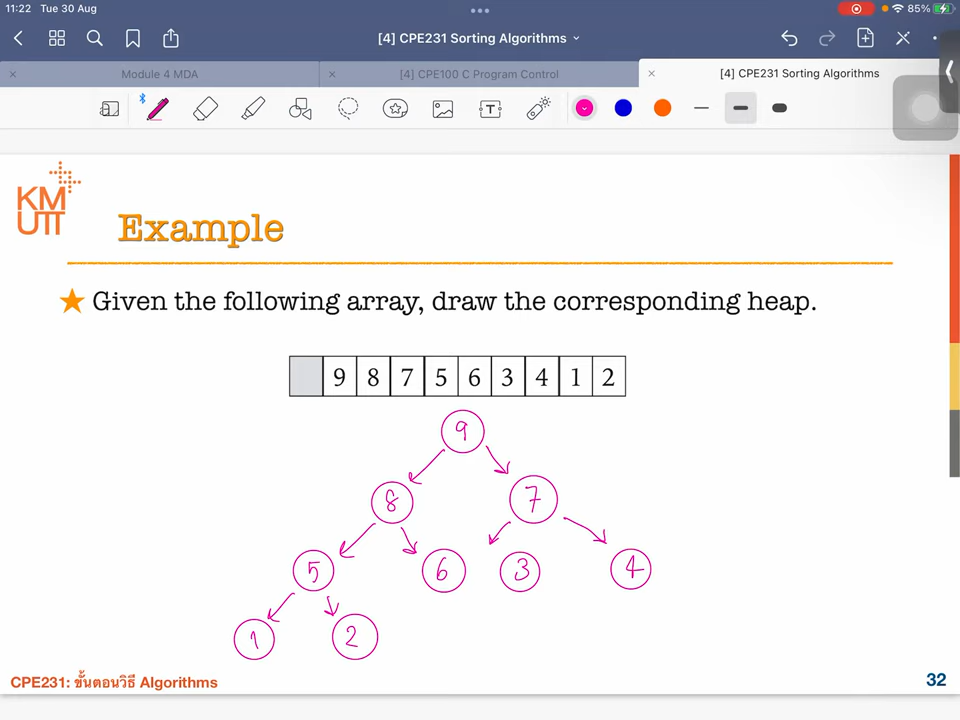 11:22 Tue 30 Aug
85%
[4] CPE231 Sorting Algorithms
Module 4 MDA
[4] CPE100 C Program Control
[4] CPE231 Sorting Algorithms
T
KM
UTT
Example
Given the following array, draw the corresponding heap.
9 8 7 5 6 3 4 1 2
9
8 7
5 6 3 4
1 2
CPE231: ขั้นตอนวิธี Algorithms
32